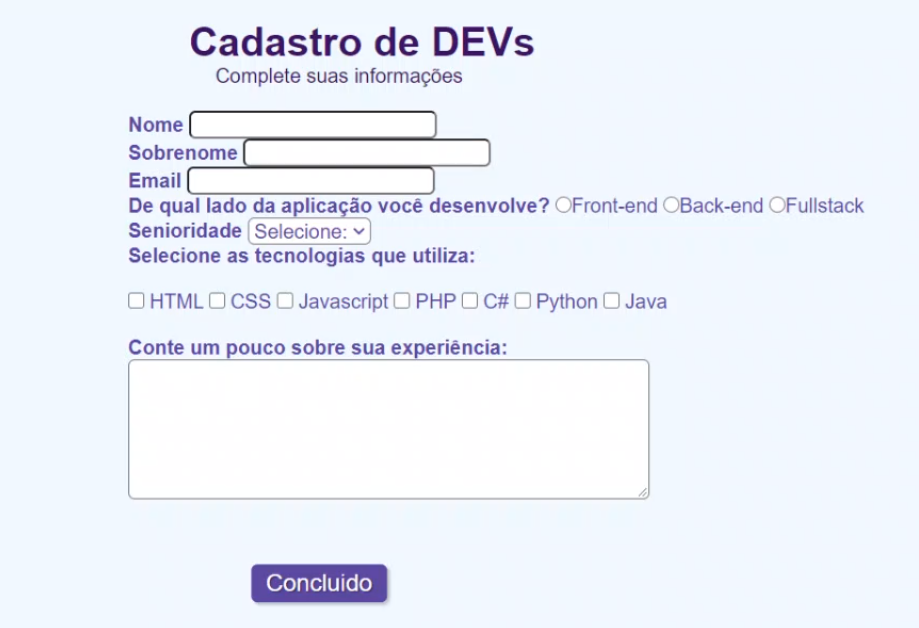 Cadastro de DEVs
Complete suas informações
Nome
Sobrenome
Email
De qual lado da aplicação você desenvolve? Front-end Back-end Fullstack
Senioridade Selecione:
Selecione as tecnologias que utiliza:
HTML CSS Javascript PHP C# Python Java
Conte um pouco sobre sua experiência:
Concluido